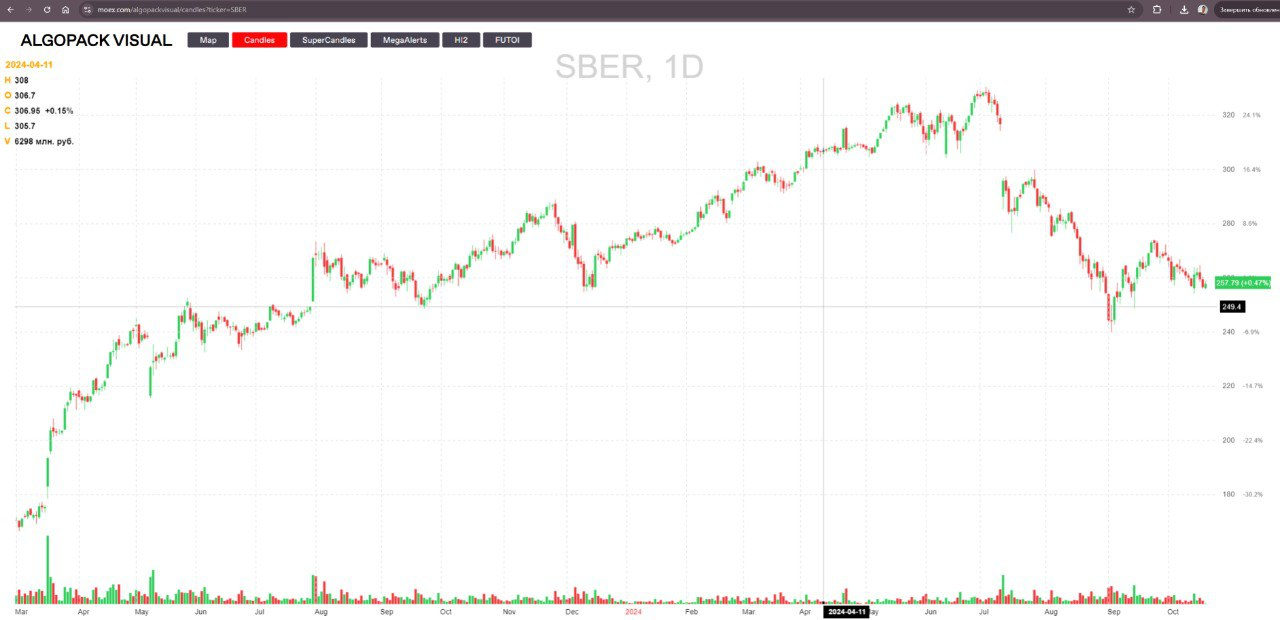 moex.com/algopackvisual/candles?ticker=SBER
Завершить обновлен
ALGOPACK VISUAL
Map Candles SuperCandles MegaAlerts HI2 FUTOI
SBER, 1D
2024-04-11
H 308
O 306.7
C 306.95 +0.15%
L 305.7
V 6298 млн. руб.
320 24.1%
300 16.4%
280 8.6%
257.79 (+0.47%)
249.4
240 -6.9%
220 -14.7%
200 -22.4%
180 -30.2%
Mar Apr May Jun Jul Aug Sep Oct Nov Dec 2024 Feb Mar Apr 2024-04-11 Jun Jul Aug Sep Oct